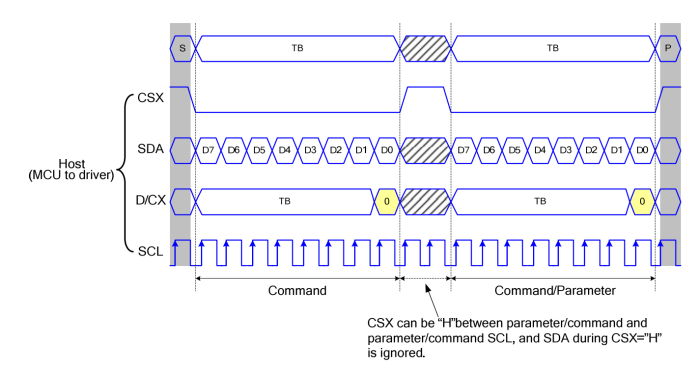 S TB TB P
CSX
SDA D7 D6 D5 D4 D3 D2 D1 D0 D7 D6 D5 D4 D3 D2 D1 D0
Host
(MCU to driver)
D/CX TB 0 TB 0
SCL
Command Command/Parameter
CSX can be “H”between parameter/command and
parameter/command SCL, and SDA during CSX=”H”
is ignored.